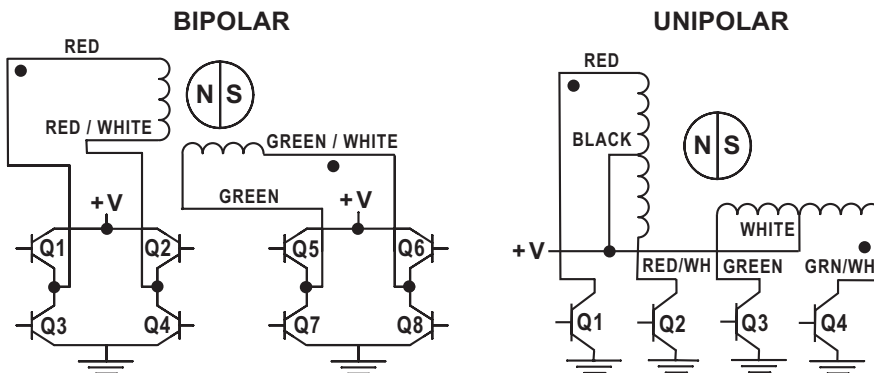 BIPOLAR
RED
N S
RED / WHITE
GREEN / WHITE
GREEN
+V
+V
Q1
Q2
Q5
Q6
Q3
Q4
Q7
Q8
UNIPOLAR
RED
BLACK
N S
WHITE
+V
RED/WH
GREEN
GRN/WH
Q1
Q2
Q3
Q4